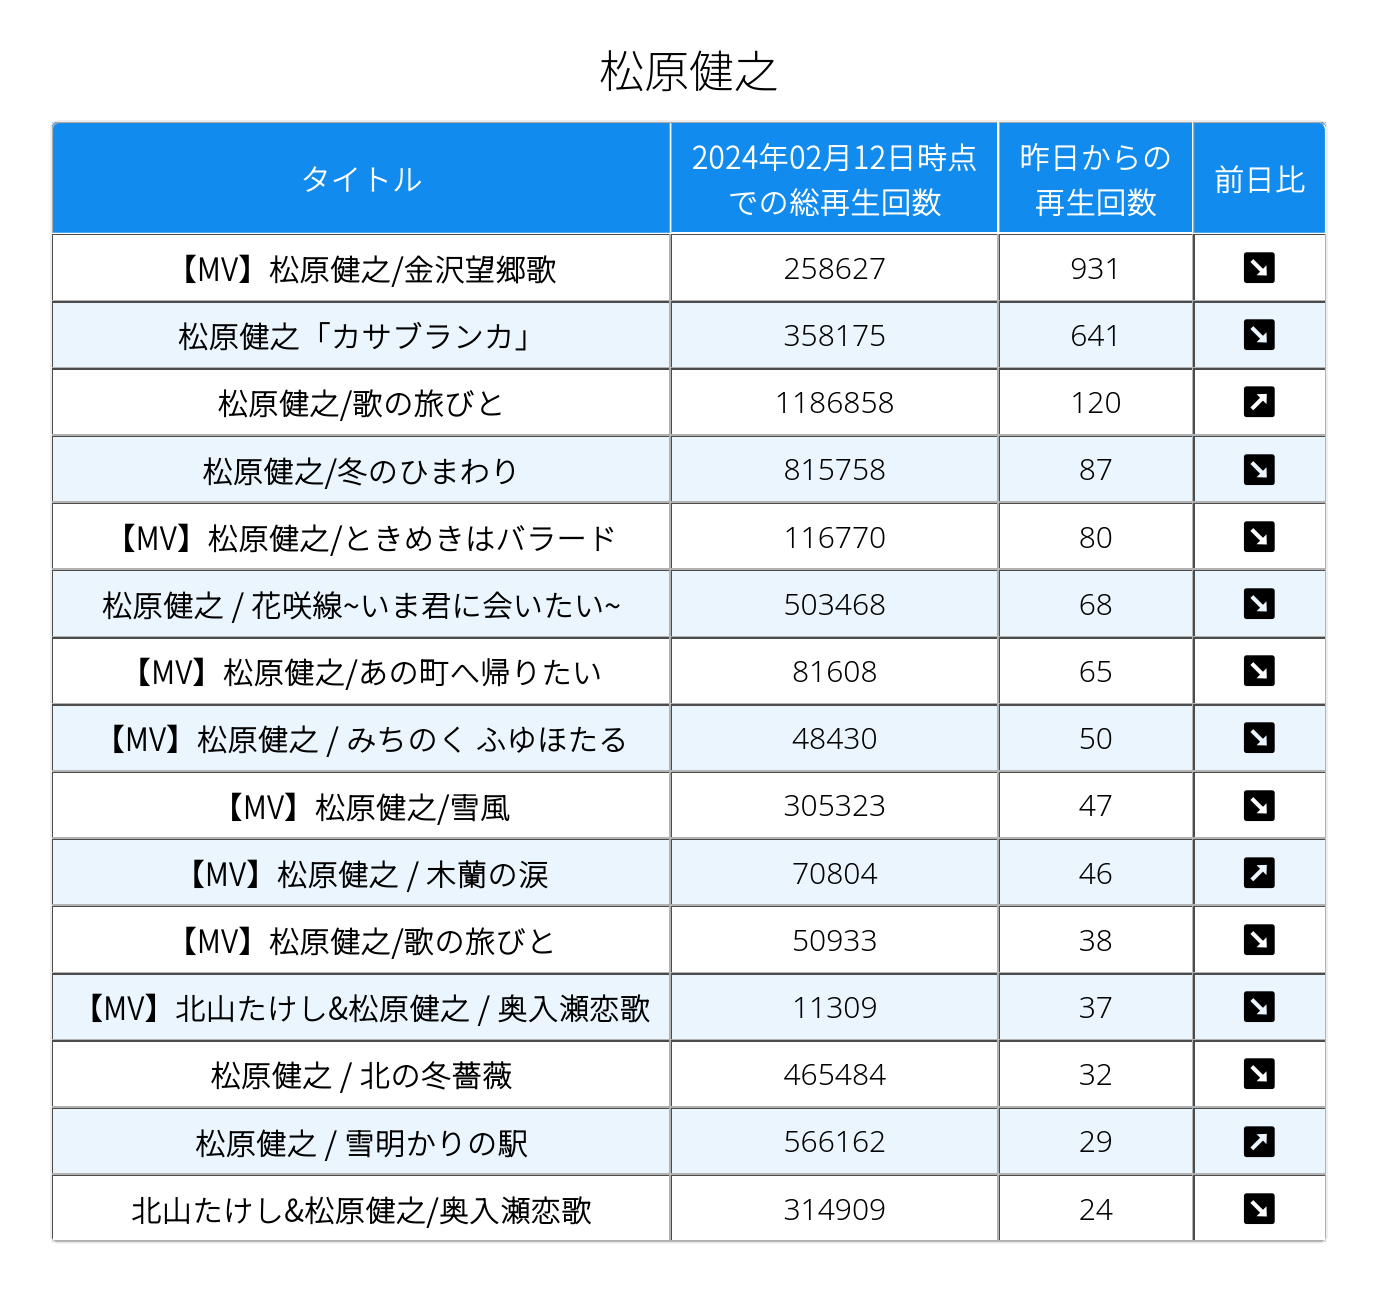 松原健之
タイトル
2024年02月12日時点
での総再生回数
昨日からの
再生回数
前日比
【MV】松原健之/金沢望郷歌 258627 931
松原健之「カサブランカ」 358175 641
松原健之/歌の旅びと 1186858 120
松原健之/冬のひまわり 815758 87
【MV】松原健之/ときめきはバラード 116770 80
松原健之 / 花咲線~いま君に会いたい~ 503468 68
【MV】松原健之/あの町へ帰りたい 81608 65
【MV】松原健之 / みちのく ふゆほたる 48430 50
【MV】松原健之/雪風 305323 47
【MV】松原健之 / 木蘭の涙 70804 46
【MV】松原健之/歌の旅びと 50933 38
【MV】北山たけし&松原健之 / 奥入瀬恋歌 11309 37
松原健之 / 北の冬薔薇 465484 32
松原健之 / 雪明かりの駅 566162 29
北山たけし&松原健之/奥入瀬恋歌 314909 24